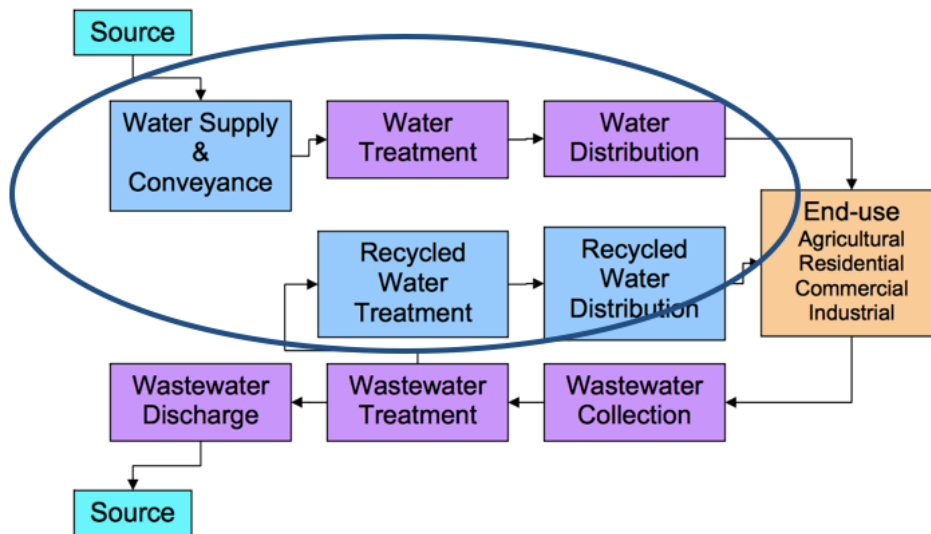 Source
Water Supply
&
Conveyance
Water
Treatment
Water
Distribution
End-use
Agricultural
Residential
Commercial
Industrial
Recycled
Water
Treatment
Recycled
Water
Distribution
Wastewater
Discharge
Wastewater
Treatment
Wastewater
Collection
Source